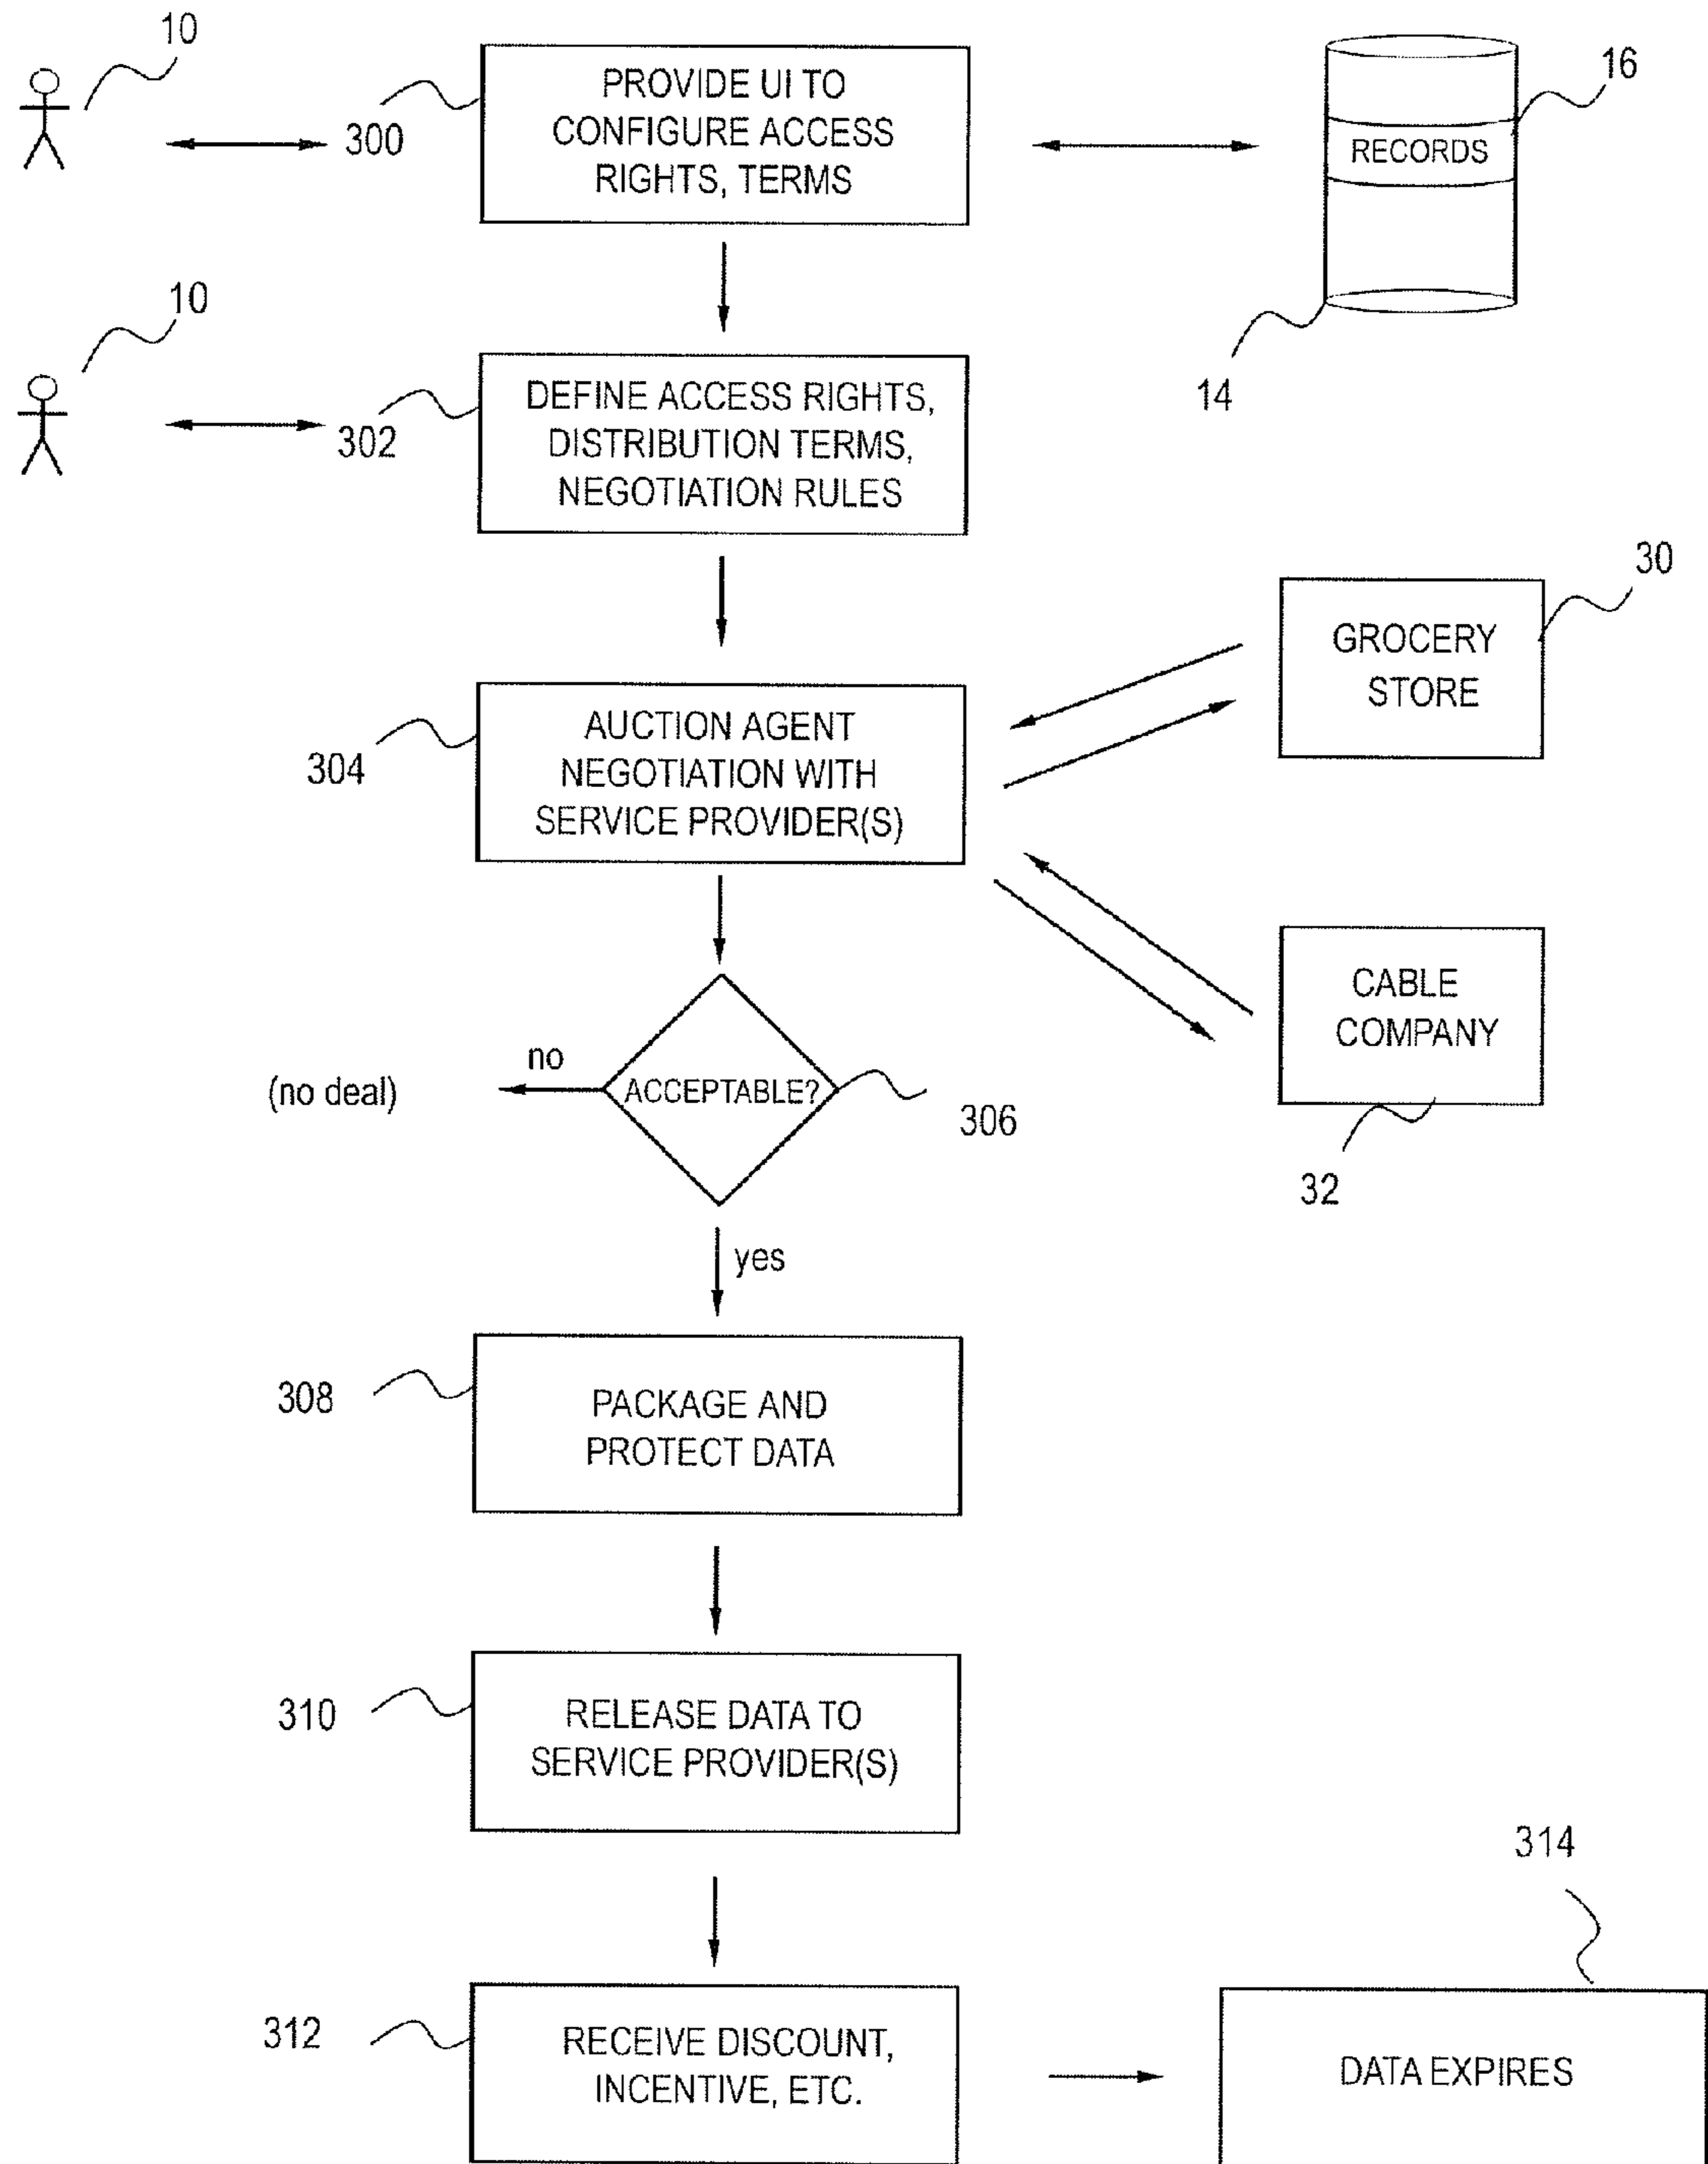 10
300
PROVIDE UI TO
CONFIGURE ACCESS
RIGHTS, TERMS
16
RECORDS
14
10
302
DEFINE ACCESS RIGHTS,
DISTRIBUTION TERMS,
NEGOTIATION RULES
30
GROCERY
STORE
304
AUCTION AGENT
NEGOTIATION WITH
SERVICE PROVIDER(S)
CABLE
COMPANY
32
(no deal)
no
ACCEPTABLE?
306
yes
308
PACKAGE AND
PROTECT DATA
310
RELEASE DATA TO
SERVICE PROVIDER(S)
312
RECEIVE DISCOUNT,
INCENTIVE, ETC.
314
DATA EXPIRES